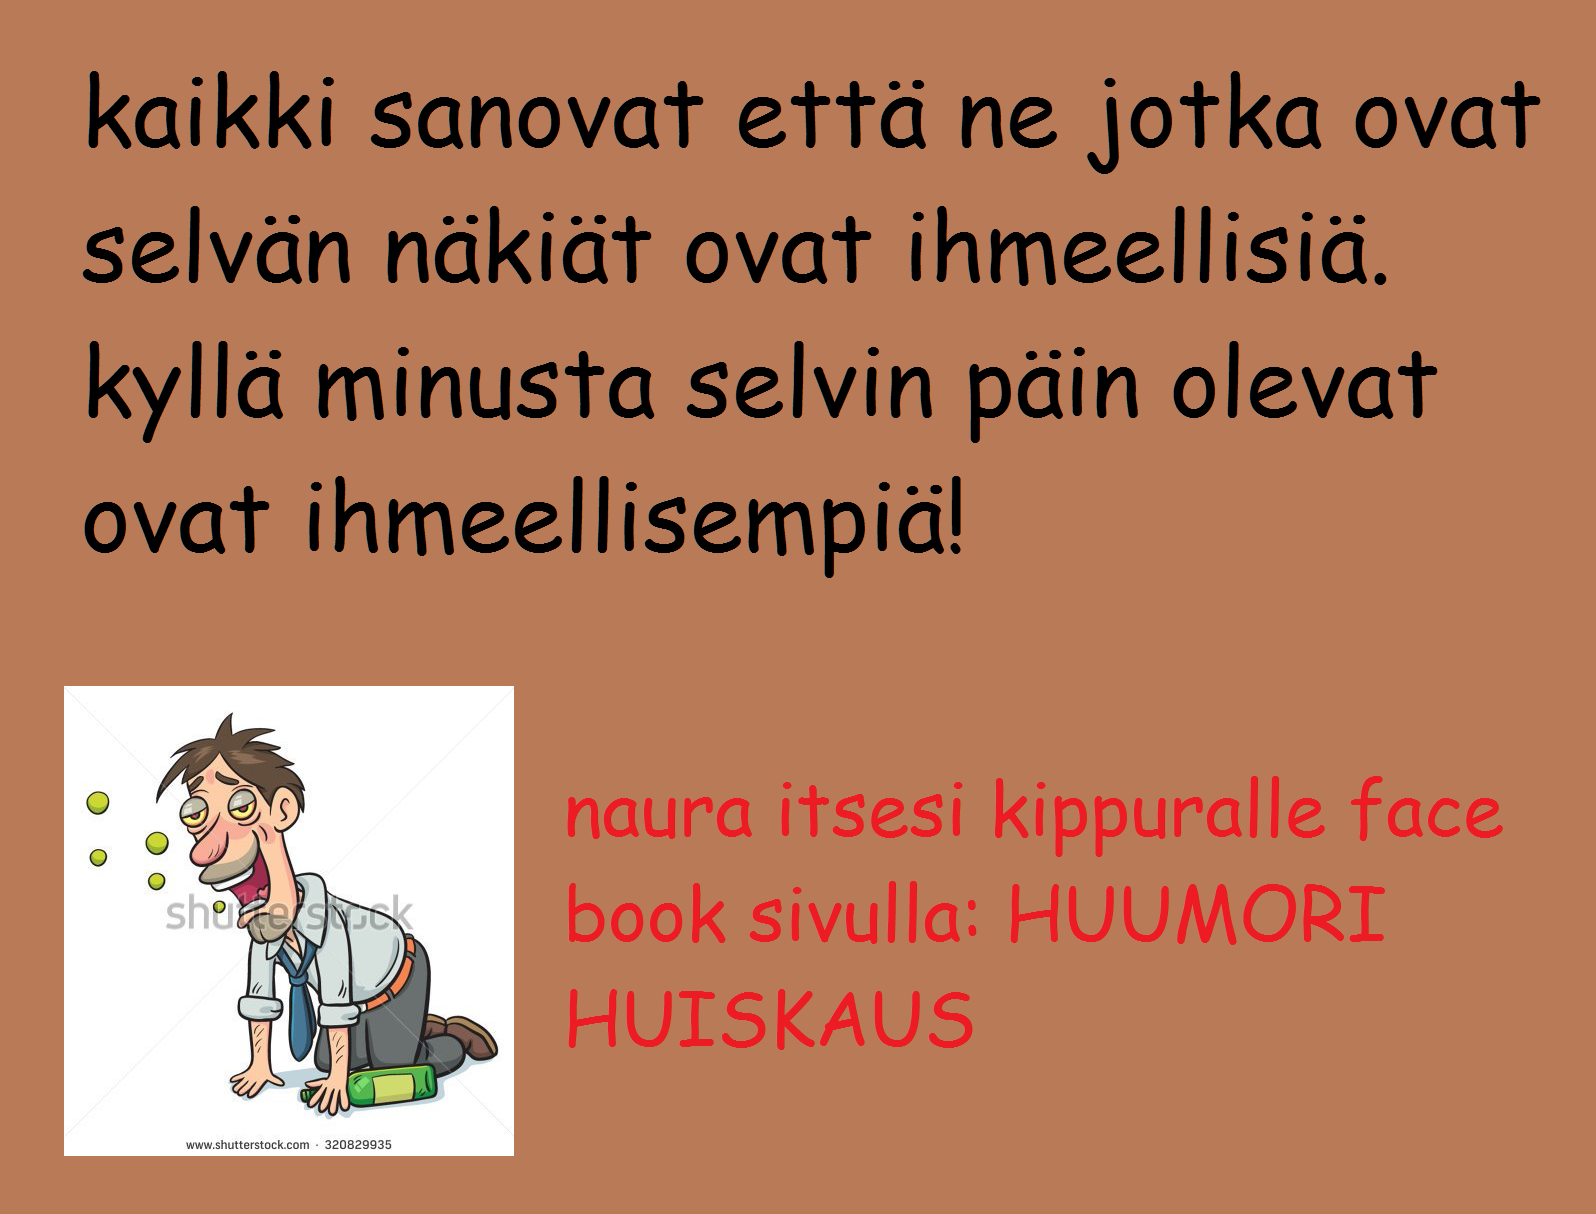 kaikki sanovat että ne jotka ovat
selvän näkiät ovat ihmeellisiä.
kyllä minusta selvin päin olevat
ovat ihmeellisempiä!
naura itsesi kippuralle face
book sivulla: HUUMORI
HUISKAUS
shutterstock
www.shutterstock.com · 320829935